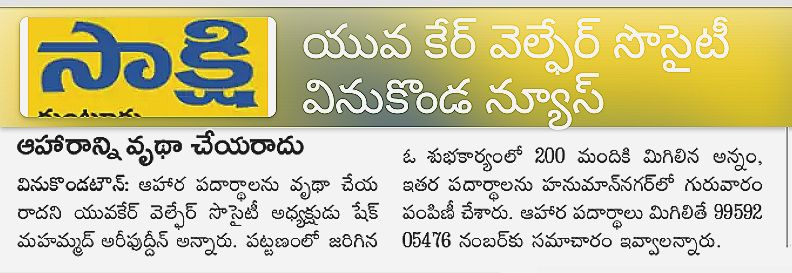 సాక్షి
గుంటూరు
యువ కేర్ వెల్ఫేర్ సొసైటీ
వినుకొండ న్యూస్
ఆహారాన్ని వృథా చేయరాదు
వినుకొండటౌన్: ఆహార పదార్థాలను వృథా చేయ
రాదని యువకేర్ వెల్ఫేర్ సొసైటీ అధ్యక్షుడు షేక్
మహమ్మద్ అరీఫుద్దీన్ అన్నారు. పట్టణంలో జరిగిన
ఓ శుభకార్యంలో 200 మందికి మిగిలిన అన్నం,
ఇతర పదార్థాలను హనుమాన్‌నగర్‌లో గురువారం
పంపిణీ చేశారు. ఆహార పదార్థాలు మిగిలితే 99592
05476 నంబర్‌కు సమాచారం ఇవ్వాలన్నారు.